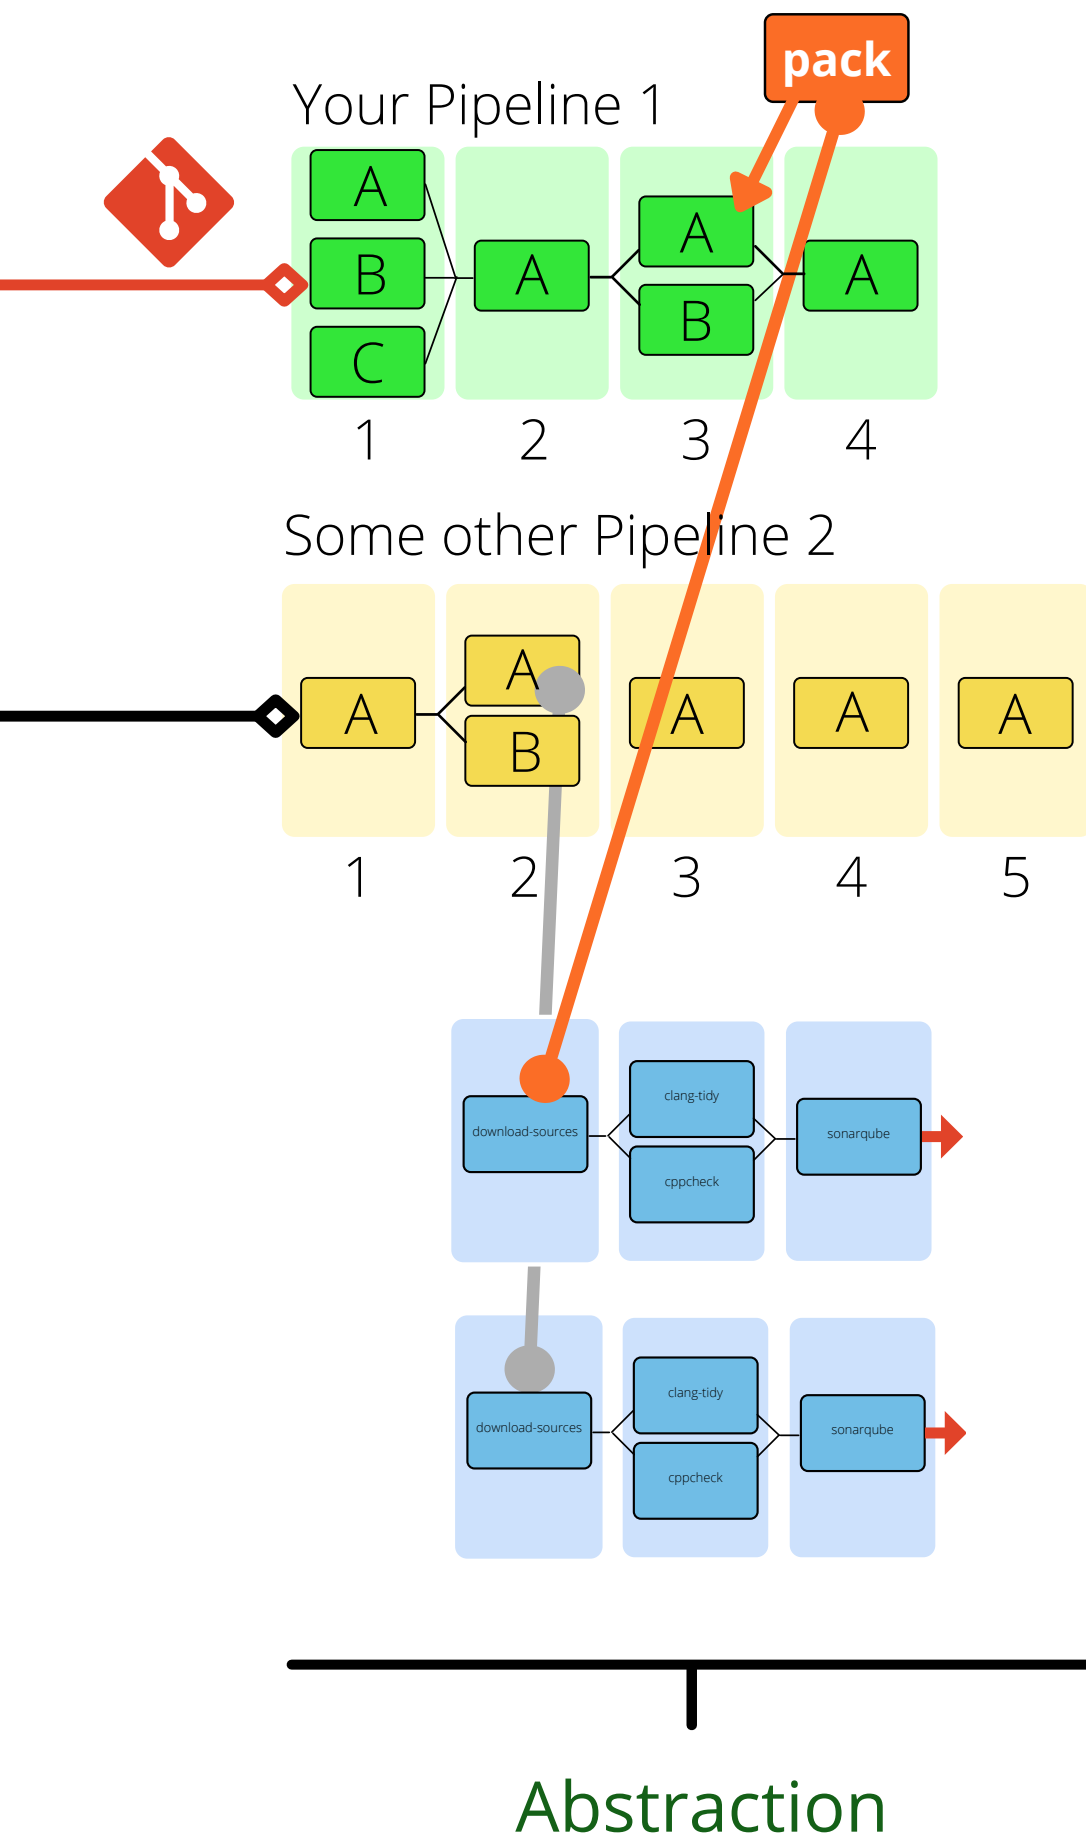 pack
Your Pipeline 1
A
B
C
A
A
B
A
1 2 3 4
Some other Pipeline 2
A
A
B
A
A
A
1 2 3 4 5
download-sources
clang-tidy
cppcheck
sonarqube
download-sources
clang-tidy
cppcheck
sonarqube
Abstraction